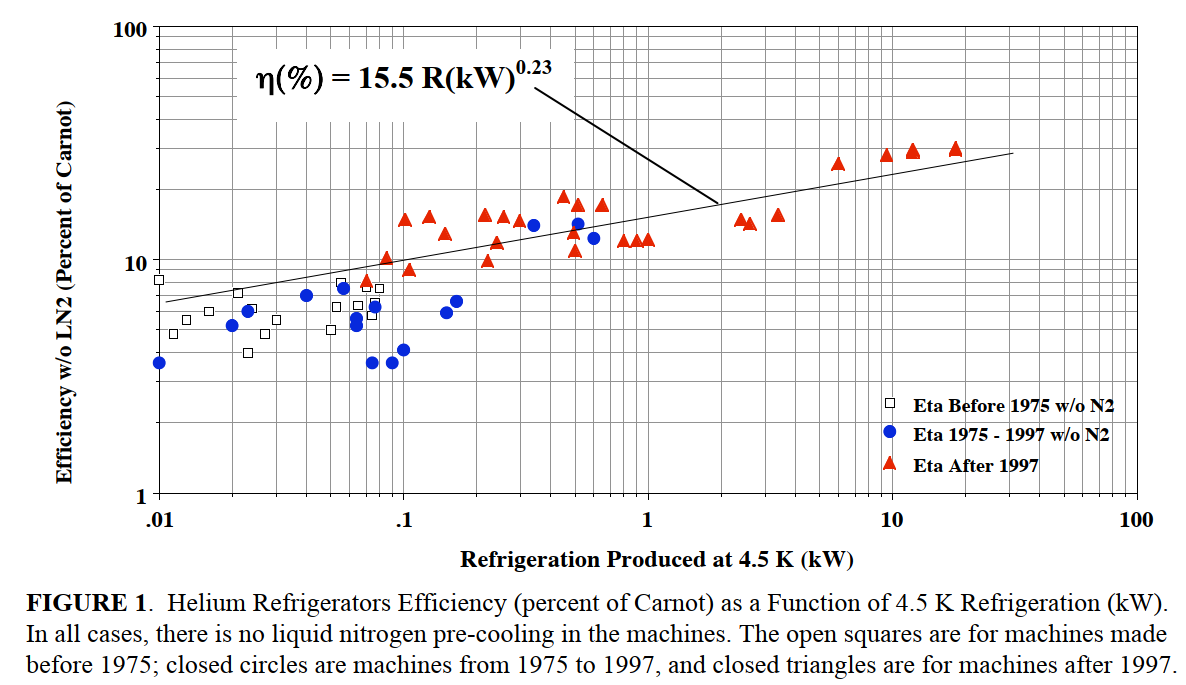 100
η(%) = 15.5 R(kW)^0.23
Efficiency w/o LN2 (Percent of Carnot)
10
Eta Before 1975 w/o N2
Eta 1975 - 1997 w/o N2
Eta After 1997
1
.01 .1 1 10 100
Refrigeration Produced at 4.5 K (kW)
FIGURE 1.  Helium Refrigerators Efficiency (percent of Carnot) as a Function of 4.5 K Refrigeration (kW).
In all cases, there is no liquid nitrogen pre-cooling in the machines. The open squares are for machines made
before 1975; closed circles are machines from 1975 to 1997, and closed triangles are for machines after 1997.